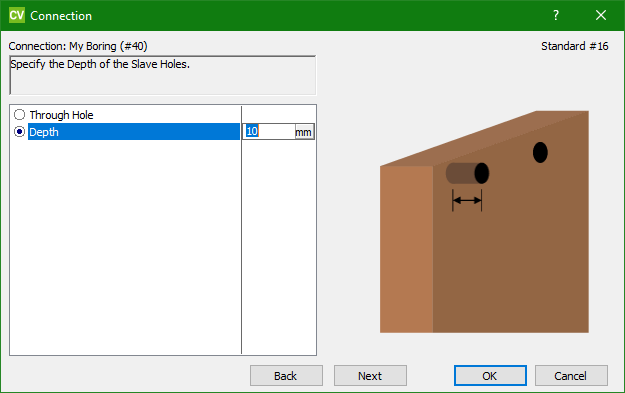 CV Connection
Connection: My Boring (#40) Standard #16
Specify the Depth of the Slave Holes.
Through Hole
Depth 10 mm
Back Next OK Cancel